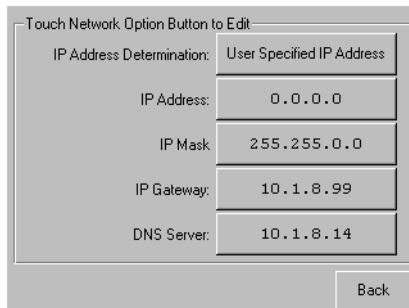 Touch Network Option Button to Edit
IP Address Determination: User Specified IP Address
IP Address: 0.0.0.0
IP Mask 255.255.0.0
IP Gateway: 10.1.8.99
DNS Server: 10.1.8.14
Back